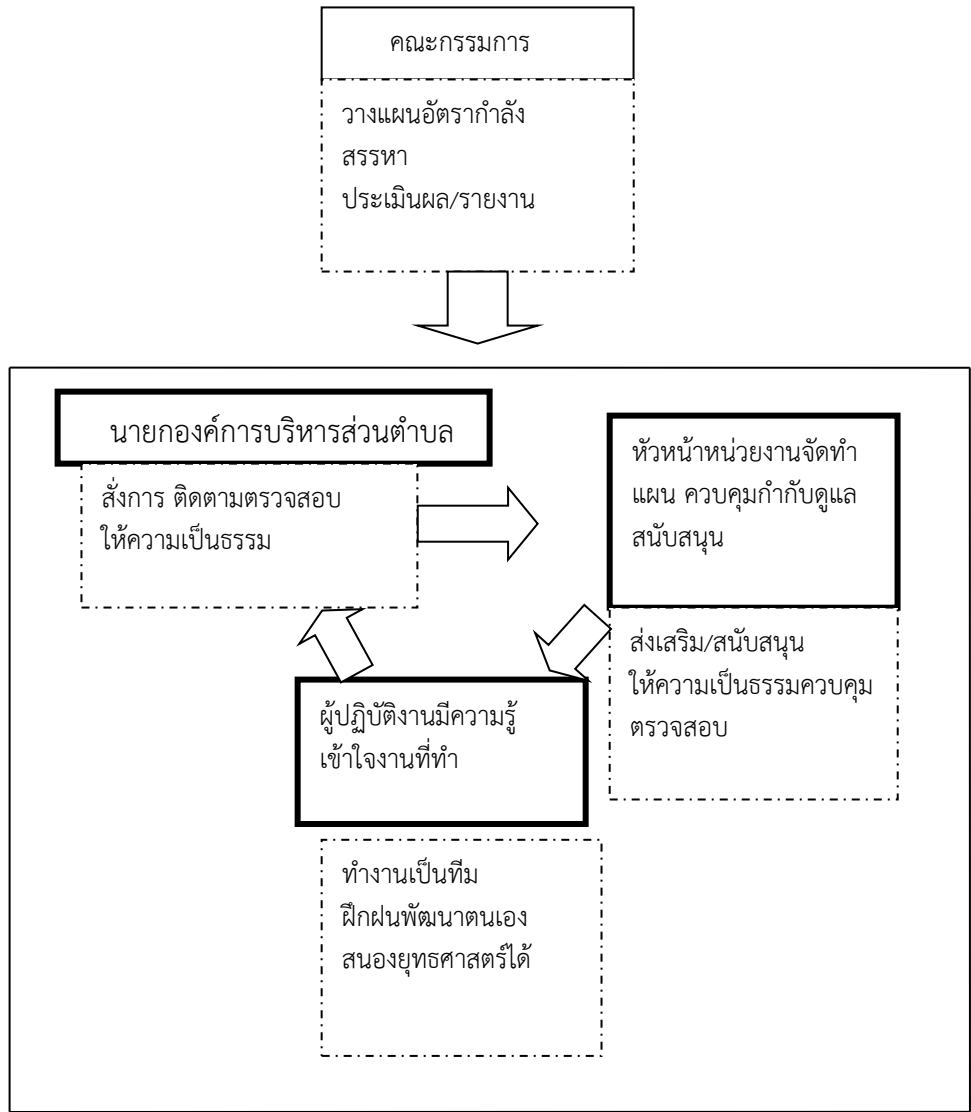 คณะกรรมการ
วางแผนอัตรากำลัง
สรรหา
ประเมินผล/รายงาน
นายกองค์การบริหารส่วนตำบล
สั่งการ ติดตามตรวจสอบ
ให้ความเป็นธรรม
หัวหน้าหน่วยงานจัดทำ
แผน ควบคุมกำกับดูแล
สนับสนุน
ส่งเสริม/สนับสนุน
ให้ความเป็นธรรมควบคุม
ตรวจสอบ
ผู้ปฏิบัติงานมีความรู้
เข้าใจงานที่ทำ
ทำงานเป็นทีม
ฝึกฝนพัฒนาตนเอง
สนองยุทธศาสตร์ได้